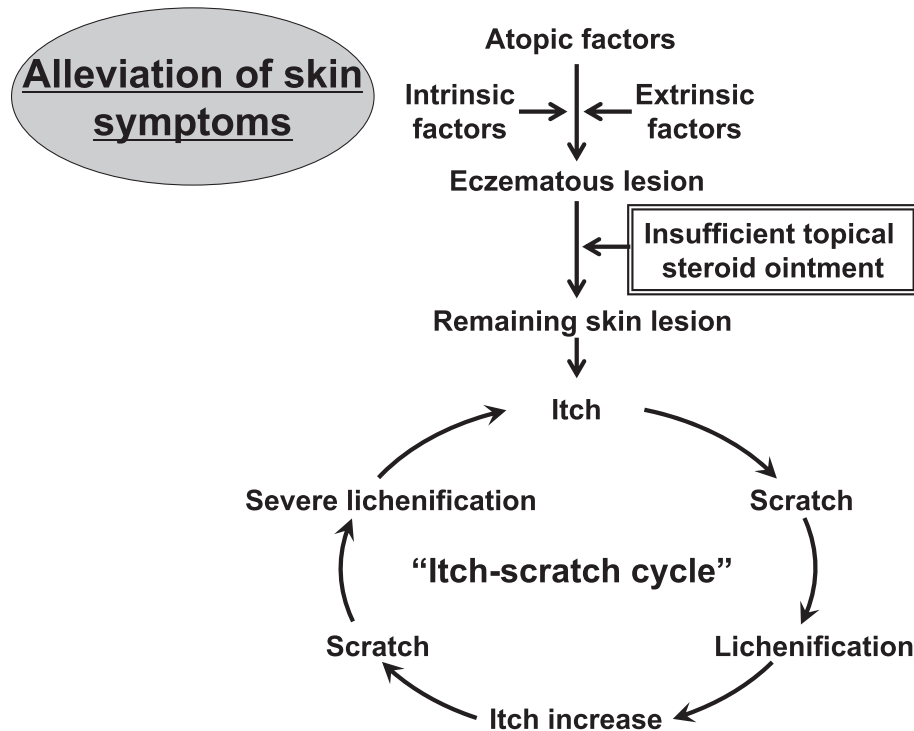 Alleviation of skin
symptoms
Atopic factors
Intrinsic
factors
Extrinsic
factors
Eczematous lesion
Insufficient topical
steroid ointment
Remaining skin lesion
Itch
Severe lichenification
Scratch
“Itch-scratch cycle”
Scratch
Lichenification
Itch increase